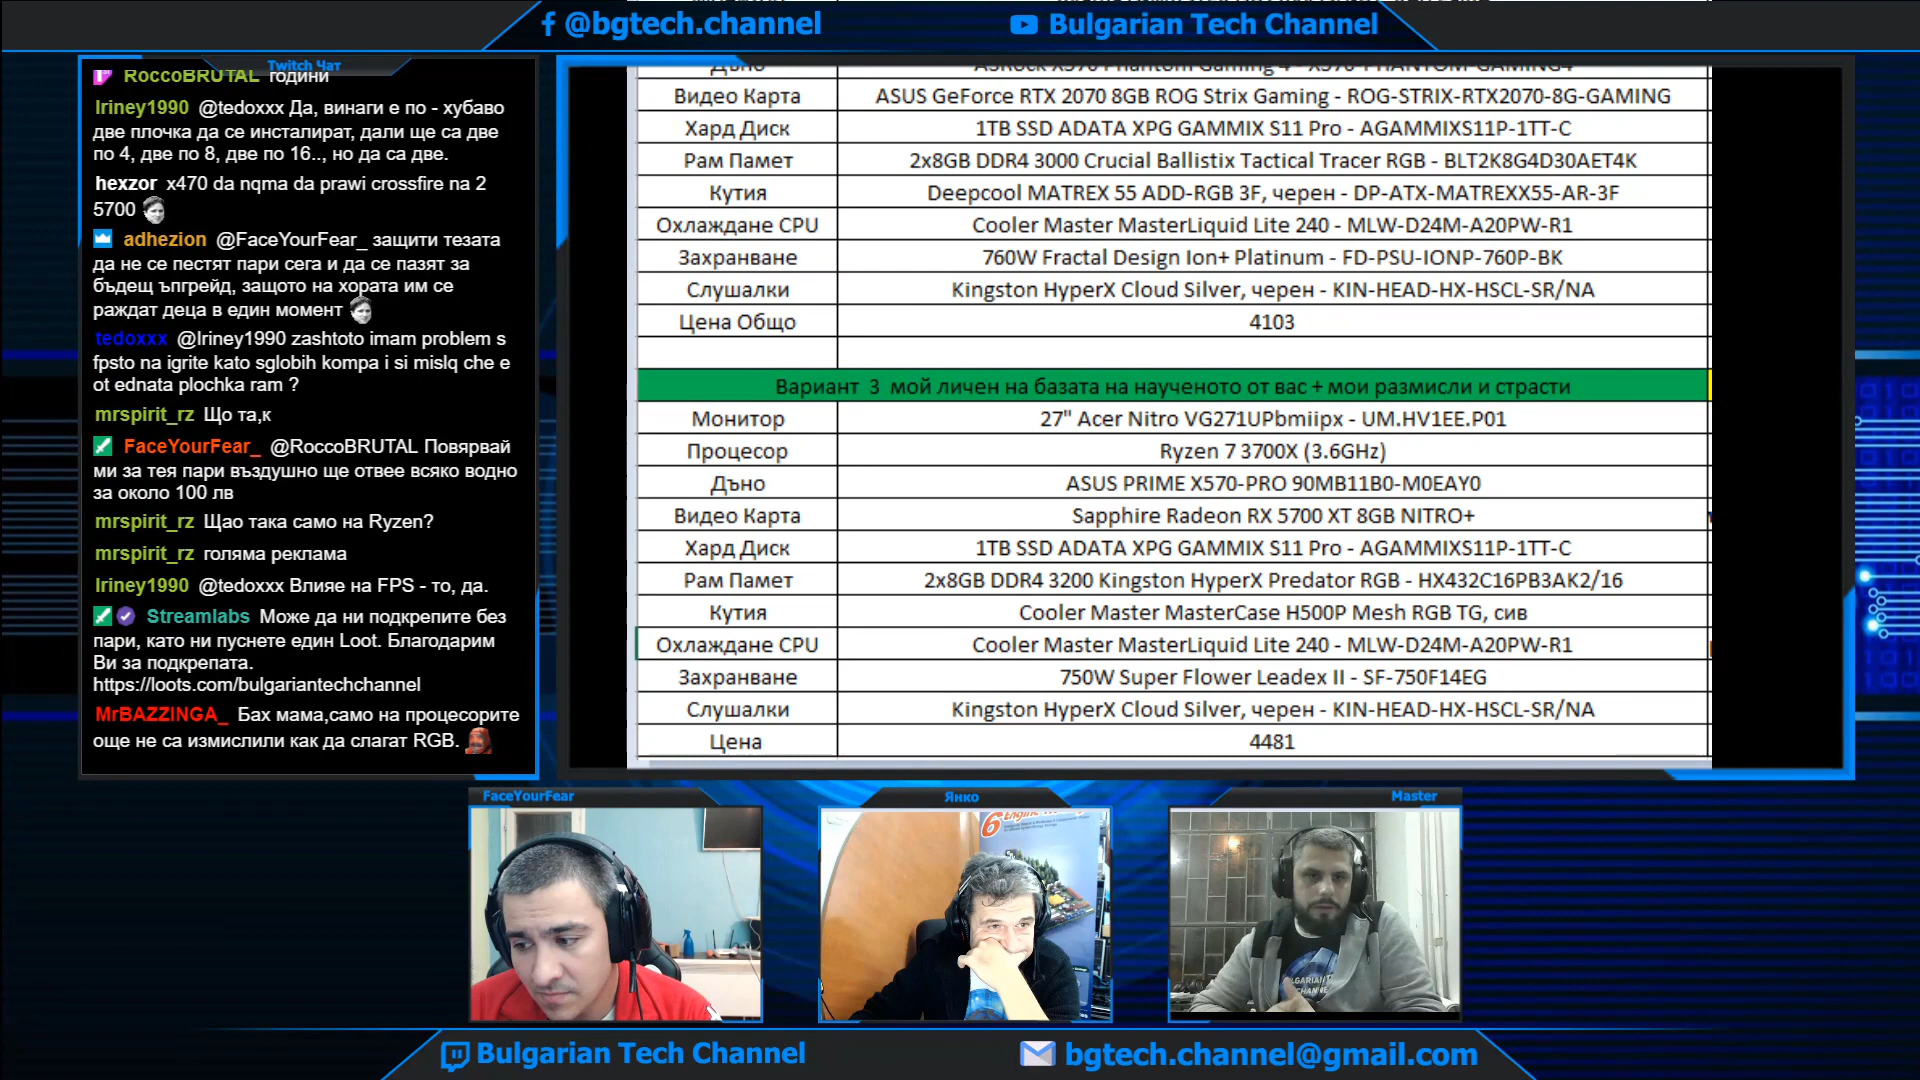 @bgtech.channel
Bulgarian Tech Channel
Twitch Чат
RoccoBRUTAL години
Iriney1990 @tedoxxx Да, винаги е по - хубаво
две плочка да се инсталират, дали ще са две
по 4, две по 8, две по 16.., но да са две.
hexzor x470 da nqma da prawi crossfire na 2
5700
adhezion @FaceYourFear_ защити тезата
да не се пестят пари сега и да се пазят за
бъдещ ъпгрейд, защото на хората им се
раждат деца в един момент
tedoxxx @Iriney1990 zashtoto imam problem s
fpsto na igrite kato sglobih kompa i si mislq che e
ot ednata plochka ram ?
mrspirit_rz Що та,к
FaceYourFear_ @RoccoBRUTAL Повярвай
ми за тея пари въздушно ще отвее всяко водно
за около 100 лв
mrspirit_rz Щао така само на Ryzen?
mrspirit_rz голяма реклама
Iriney1990 @tedoxxx Влияе на FPS - то, да.
Streamlabs Може да ни подкрепите без
пари, като ни пуснете един Loot. Благодарим
Ви за подкрепата.
https://loots.com/bulgariantechchannel
MrBAZZINGA_ Бах мама,само на процесорите
още не са измислили как да слагат RGB.
Дъно ASRock X570 Phantom Gaming 4 - X570-PHANTOM-GAMING4
Видео Карта ASUS GeForce RTX 2070 8GB ROG Strix Gaming - ROG-STRIX-RTX2070-8G-GAMING
Хард Диск 1TB SSD ADATA XPG GAMMIX S11 Pro - AGAMMIXS11P-1TT-C
Рам Памет 2x8GB DDR4 3000 Crucial Ballistix Tactical Tracer RGB - BLT2K8G4D30AET4K
Кутия Deepcool MATREX 55 ADD-RGB 3F, черен - DP-ATX-MATREXX55-AR-3F
Охлаждане CPU Cooler Master MasterLiquid Lite 240 - MLW-D24M-A20PW-R1
Захранване 760W Fractal Design Ion+ Platinum - FD-PSU-IONP-760P-BK
Слушалки Kingston HyperX Cloud Silver, черен - KIN-HEAD-HX-HSCL-SR/NA
Цена Общо 4103
Вариант 3 мой личен на базата на наученото от вас + мои размисли и страсти
Монитор 27" Acer Nitro VG271UPbmiipx - UM.HV1EE.P01
Процесор Ryzen 7 3700X (3.6GHz)
Дъно ASUS PRIME X570-PRO 90MB11B0-M0EAY0
Видео Карта Sapphire Radeon RX 5700 XT 8GB NITRO+
Хард Диск 1TB SSD ADATA XPG GAMMIX S11 Pro - AGAMMIXS11P-1TT-C
Рам Памет 2x8GB DDR4 3200 Kingston HyperX Predator RGB - HX432C16PB3AK2/16
Кутия Cooler Master MasterCase H500P Mesh RGB TG, сив
Охлаждане CPU Cooler Master MasterLiquid Lite 240 - MLW-D24M-A20PW-R1
Захранване 750W Super Flower Leadex II - SF-750F14EG
Слушалки Kingston HyperX Cloud Silver, черен - KIN-HEAD-HX-HSCL-SR/NA
Цена 4481
FaceYourFear
Янко
Master
Bulgarian Tech Channel
bgtech.channel@gmail.com